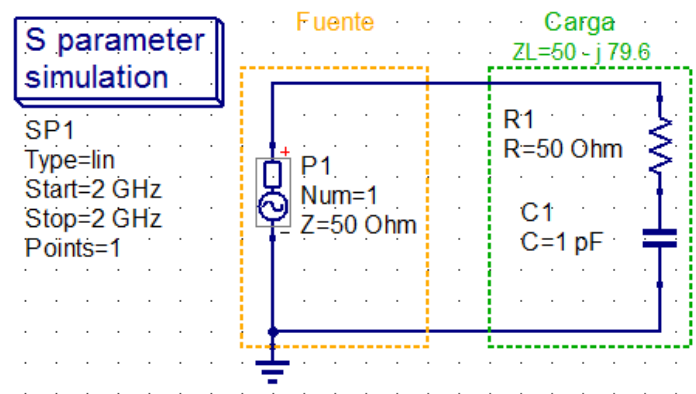 S parameter
simulation
SP1
Type=lin
Start=2 GHz
Stop=2 GHz
Points=1
Fuente
P1
Num=1
Z=50 Ohm
Carga
ZL=50 - j 79.6
R1
R=50 Ohm
C1
C=1 pF